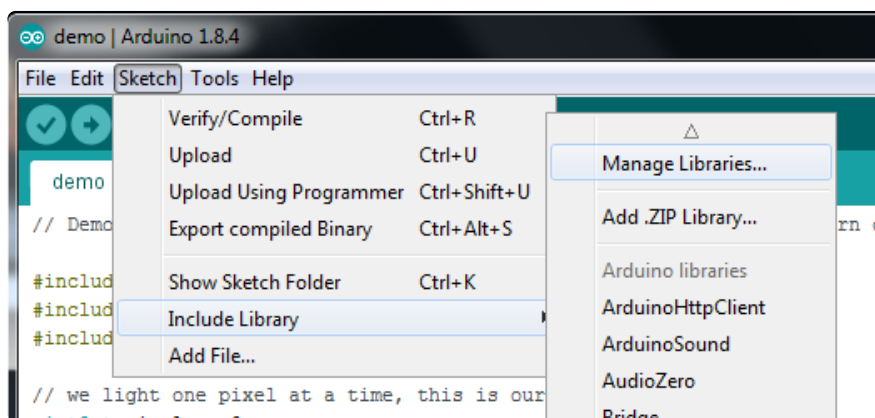 demo | Arduino 1.8.4
File Edit Sketch Tools Help
demo
Verify/Compile Ctrl+R
Upload Ctrl+U
Upload Using Programmer Ctrl+Shift+U
Export compiled Binary Ctrl+Alt+S
Show Sketch Folder Ctrl+K
Include Library
Add File...
Manage Libraries...
Add .ZIP Library...
Arduino libraries
ArduinoHttpClient
ArduinoSound
AudioZero
Bridge
// Demo
rn
#includ
#includ
#includ
// we light one pixel at a time, this is our